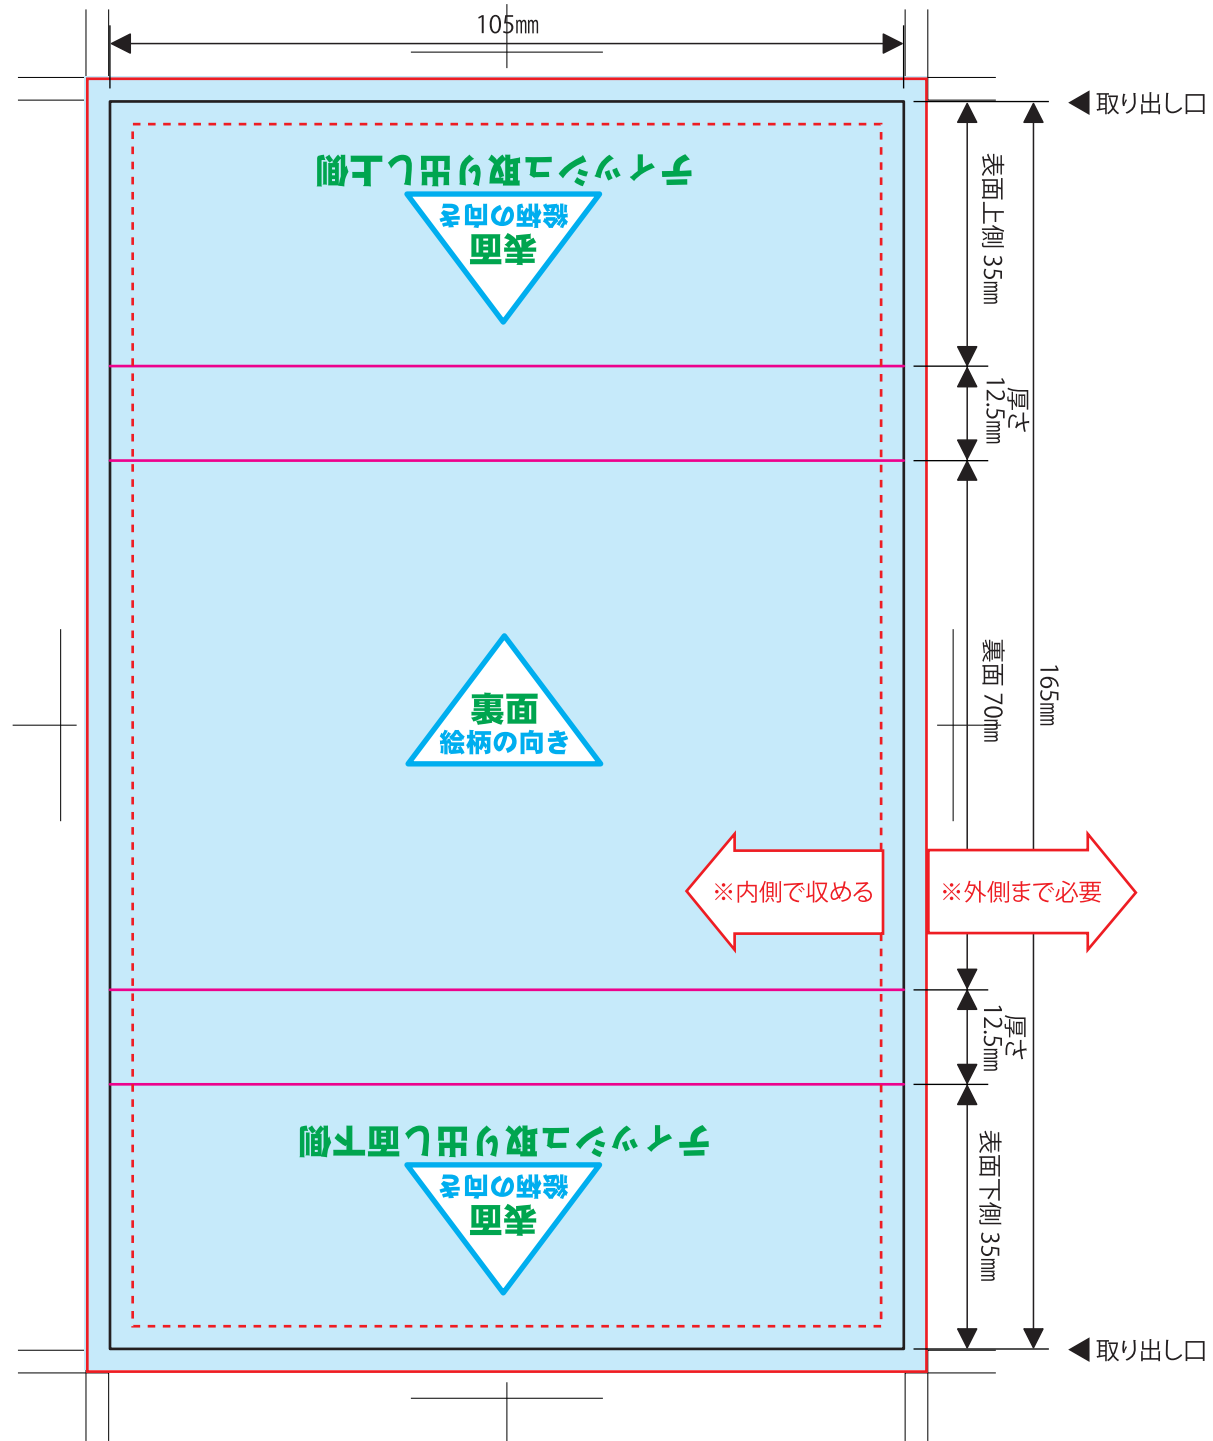 105mm
取り出し口
ティッシュ取り出し上側
絵柄の向き
表面
表面上側 35mm
厚さ
12.5mm
裏面
絵柄の向き
裏面 70mm
165mm
※内側で収める
※外側まで必要
厚さ
12.5mm
ティッシュ取り出し面下側
絵柄の向き
表面
表面下側 35mm
取り出し口